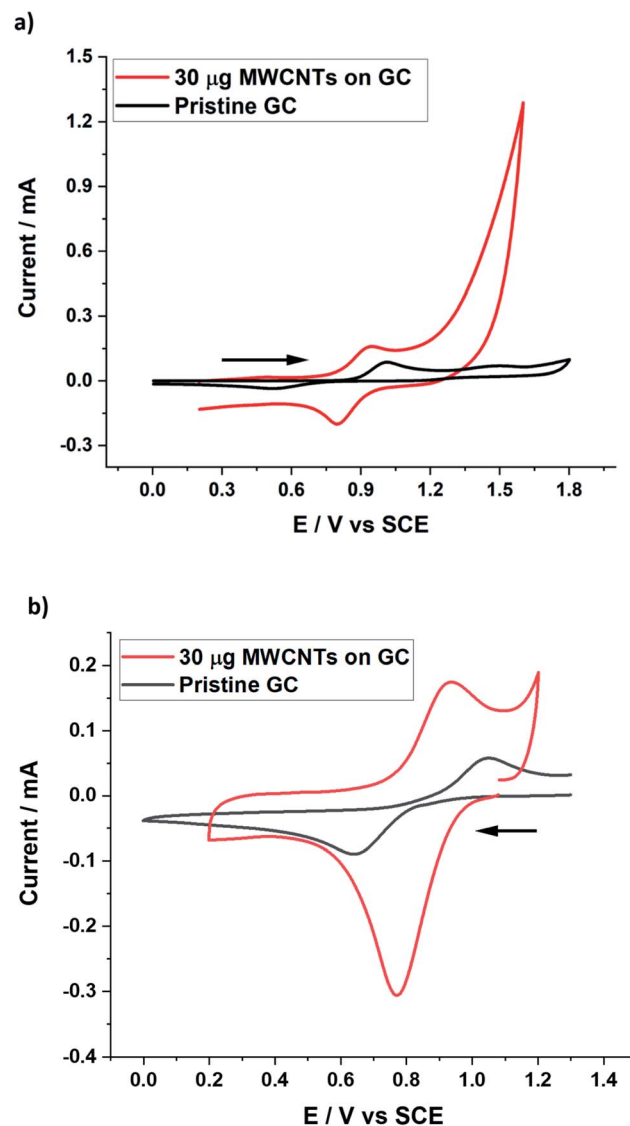 a)
1.5
1.2
0.9
0.6
0.3
0.0
-0.3
Current / mA
30 μg MWCNTs on GC
Pristine GC
0.0 0.3 0.6 0.9 1.2 1.5 1.8
E / V vs SCE
b)
0.2
0.1
0.0
-0.1
-0.2
-0.3
-0.4
Current / mA
30 μg MWCNTs on GC
Pristine GC
0.0 0.2 0.4 0.6 0.8 1.0 1.2 1.4
E / V vs SCE